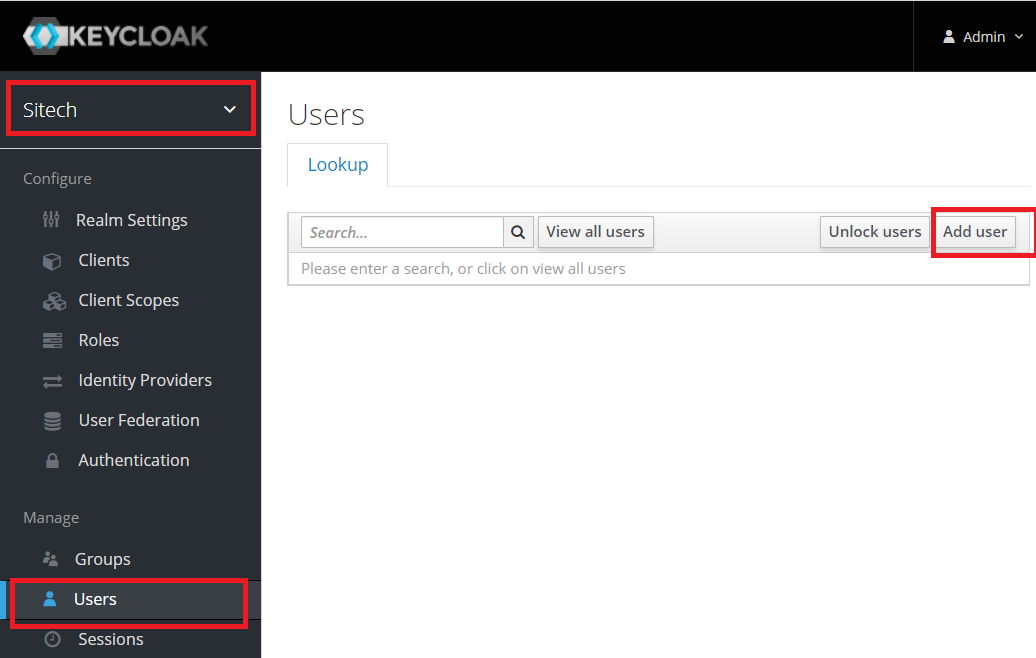 KEYCLOAK
Admin
Sitech
Configure
Realm Settings
Clients
Client Scopes
Roles
Identity Providers
User Federation
Authentication
Manage
Groups
Users
Sessions
Users
Lookup
Search... View all users Unlock users Add user
Please enter a search, or click on view all users